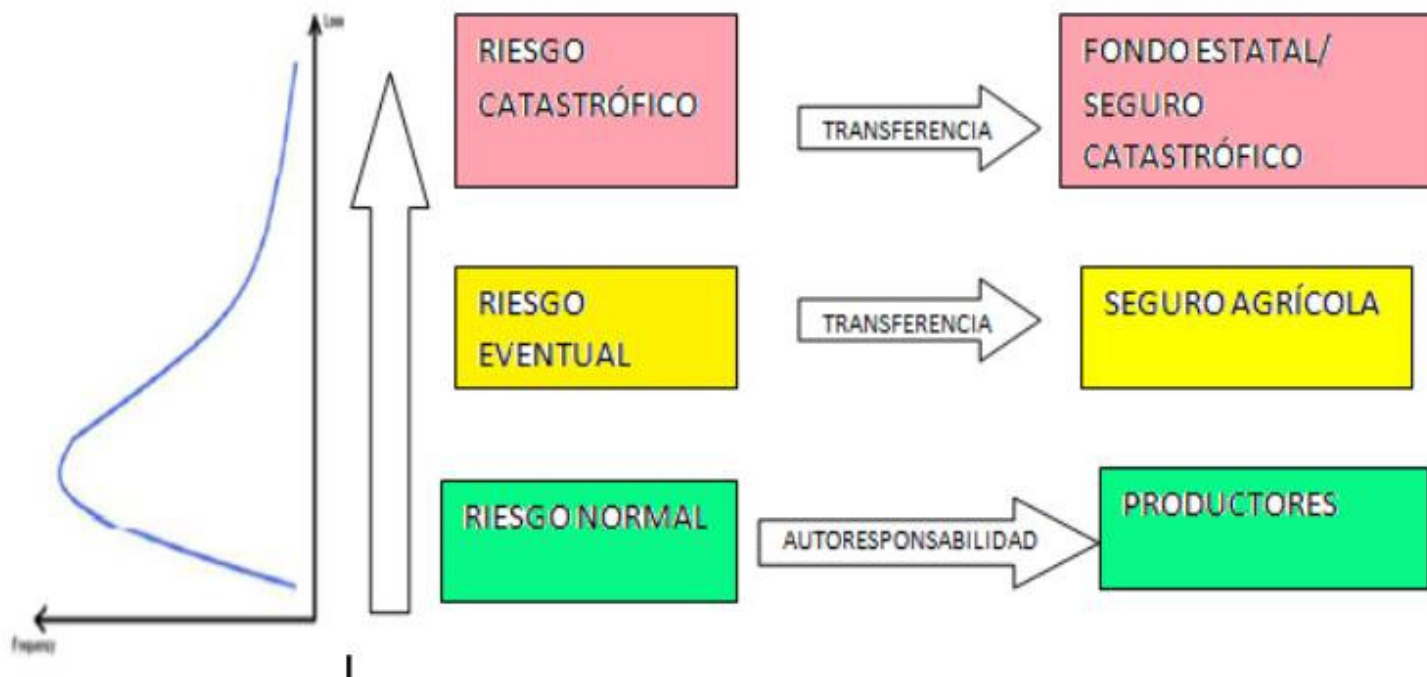 Loss
RIESGO
CATASTRÓFICO
TRANSFERENCIA
FONDO ESTATAL/
SEGURO
CATASTRÓFICO
RIESGO
EVENTUAL
TRANSFERENCIA
SEGURO AGRÍCOLA
RIESGO NORMAL
AUTORESPONSABILIDAD
PRODUCTORES
Frequency